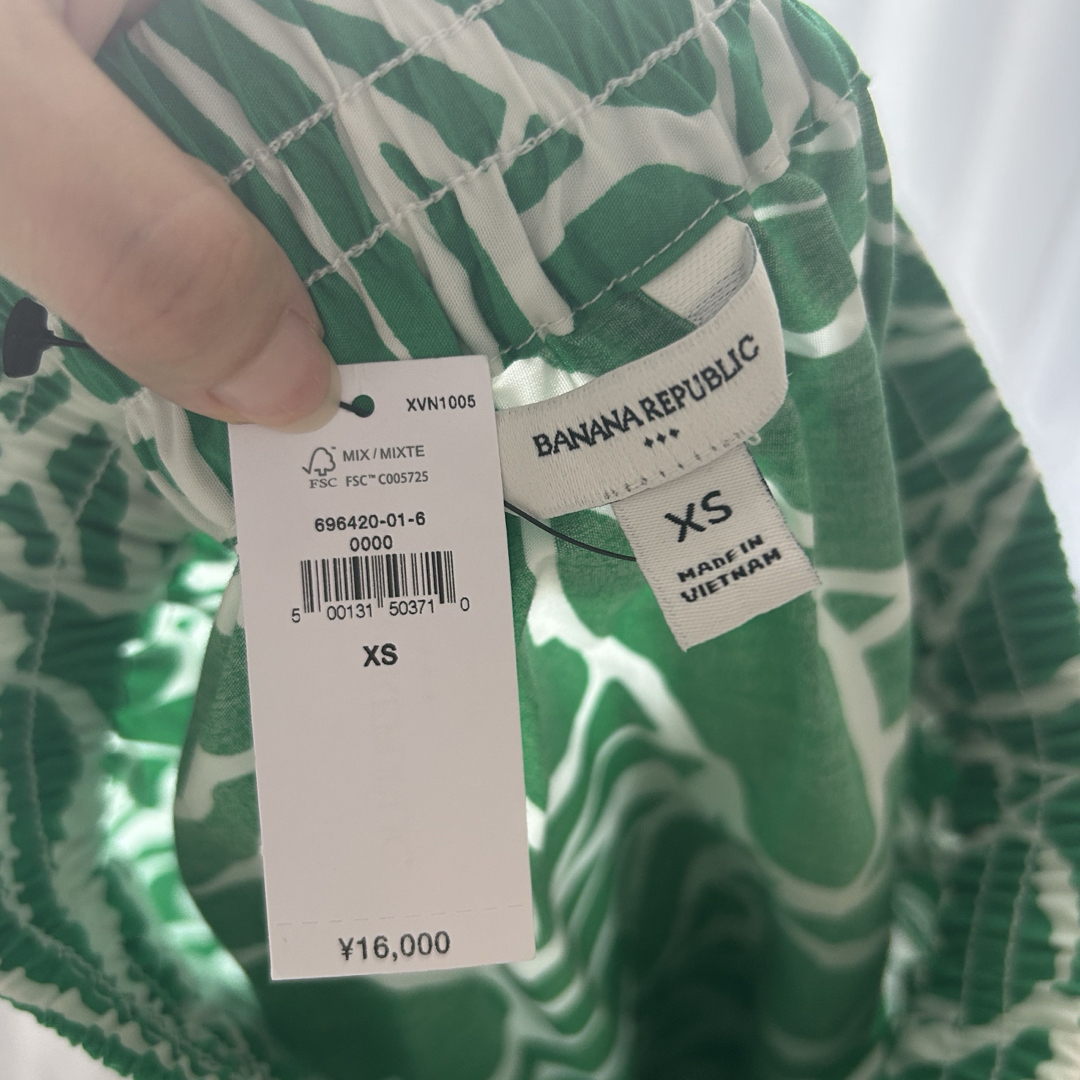 XVN1005
MIX / MIXTE
FSC
FSC™ C005725
696420-01-6
0000
5 00131 50371 0
XS
¥16,000
BANANA REPUBLIC
XS
MADE IN
VIETNAM